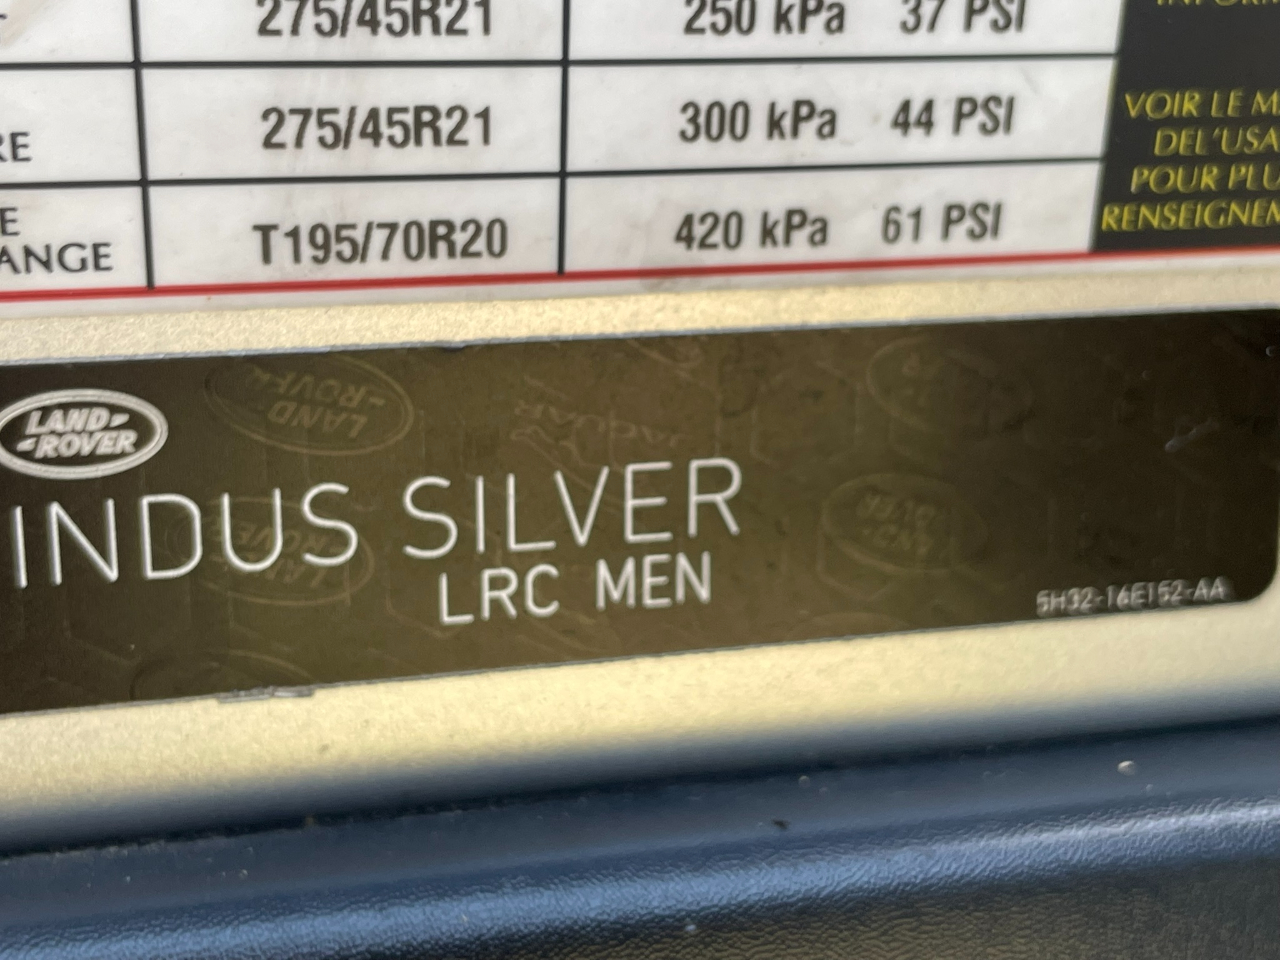 275/45R21 250 kPa 37 PSI
RE 275/45R21 300 kPa 44 PSI
E
ANGE T195/70R20 420 kPa 61 PSI
VOIR LE M
DE L'USA
POUR PLU
RENSEIGNEM
LAND
ROVER
INDUS SILVER
LRC MEN
5H32-16E152-AA